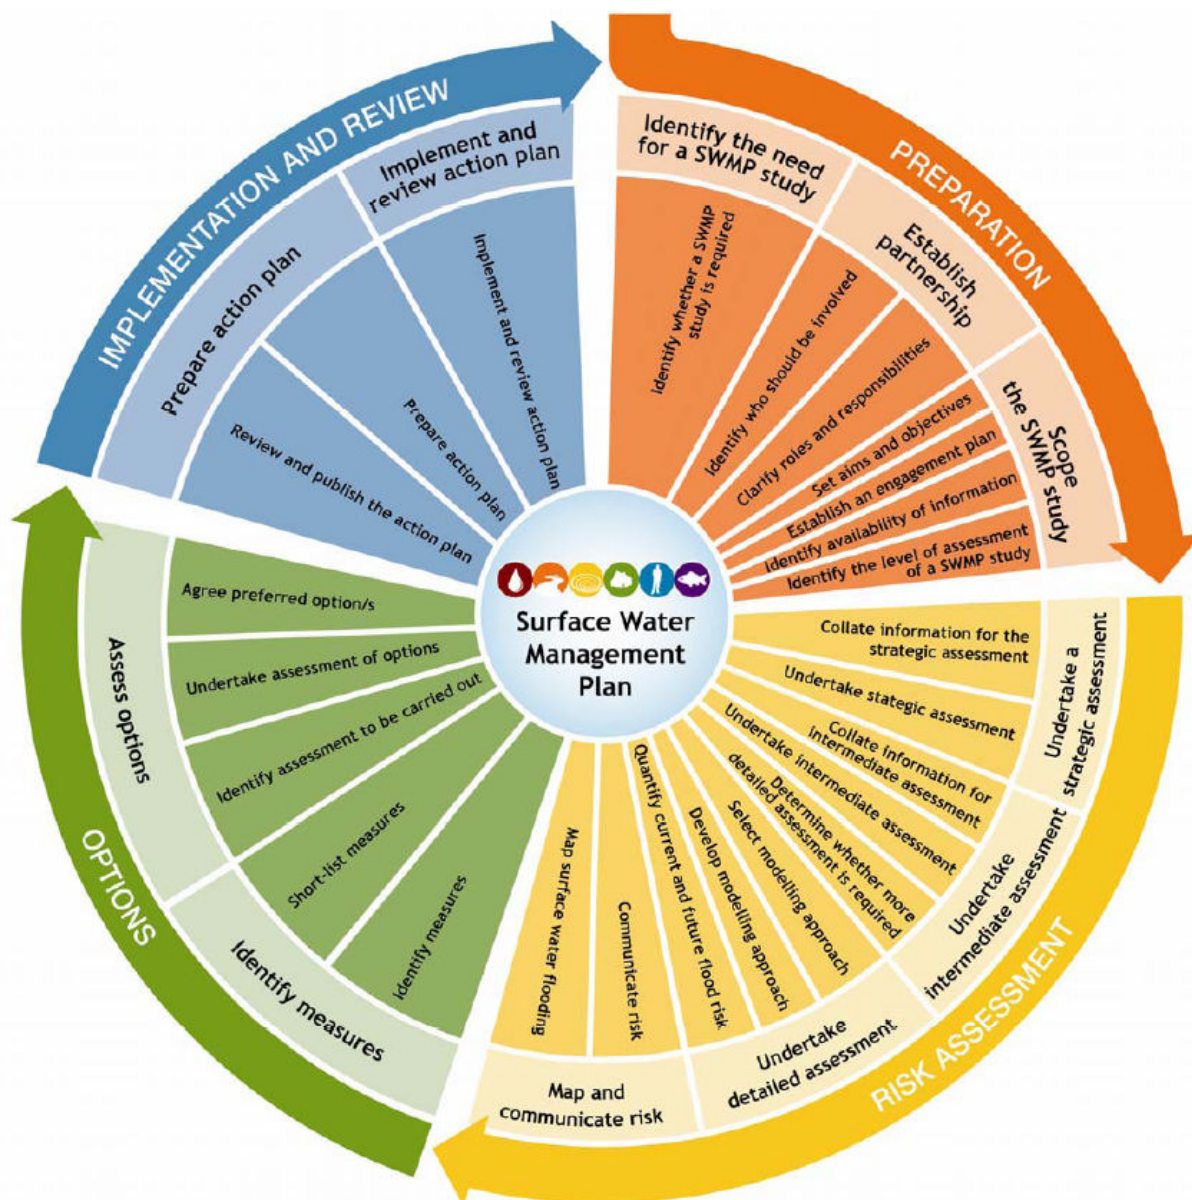 Surface Water
Management
Plan
PREPARATION
Identify the need
for a SWMP study
Identify whether a SWMP
study is required
Establish
partnership
Identify who should be involved
Clarify roles and responsibilities
Scope
the SWMP study
Set aims and objectives
Establish an engagement plan
Identify availability of information
Identify the level of assessment
of a SWMP study
RISK ASSESSMENT
Undertake a
strategic assessment
Collate information for the
strategic assessment
Undertake stategic assessment
Undertake
intermediate assessment
Collate information for
intermediate assessment
Undertake intermediate assessment
Determine whether more
detailed assessment is required
Undertake
detailed assessment
Select modelling approach
Develop modelling approach
Quantify current and future flood risk
Map and
communicate risk
Communicate risk
Map surface water flooding
OPTIONS
Identify measures
Identify measures
Short-list measures
Assess options
Identify assessment to be carried out
Undertake assessment of options
Agree preferred option/s
IMPLEMENTATION AND REVIEW
Prepare action plan
Review and publish the action plan
Prepare action plan
Implement and
review action plan
Implement and review action plan